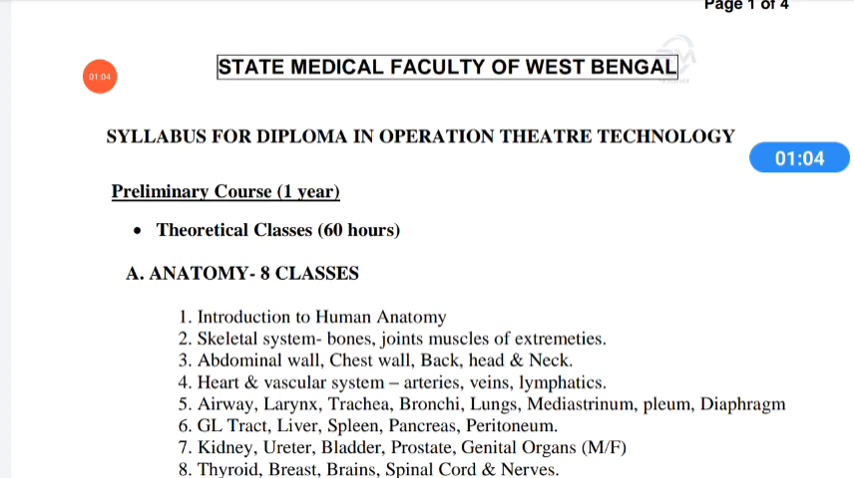 Page 1 of 4
01:04
STATE MEDICAL FACULTY OF WEST BENGAL
SYLLABUS FOR DIPLOMA IN OPERATION THEATRE TECHNOLOGY
01:04
Preliminary Course (1 year)
• Theoretical Classes (60 hours)
A. ANATOMY- 8 CLASSES
1. Introduction to Human Anatomy
2. Skeletal system- bones, joints muscles of extremeties.
3. Abdominal wall, Chest wall, Back, head & Neck.
4. Heart & vascular system – arteries, veins, lymphatics.
5. Airway, Larynx, Trachea, Bronchi, Lungs, Mediastrinum, pleum, Diaphragm
6. GL Tract, Liver, Spleen, Pancreas, Peritoneum.
7. Kidney, Ureter, Bladder, Prostate, Genital Organs (M/F)
8. Thyroid, Breast, Brains, Spinal Cord & Nerves.